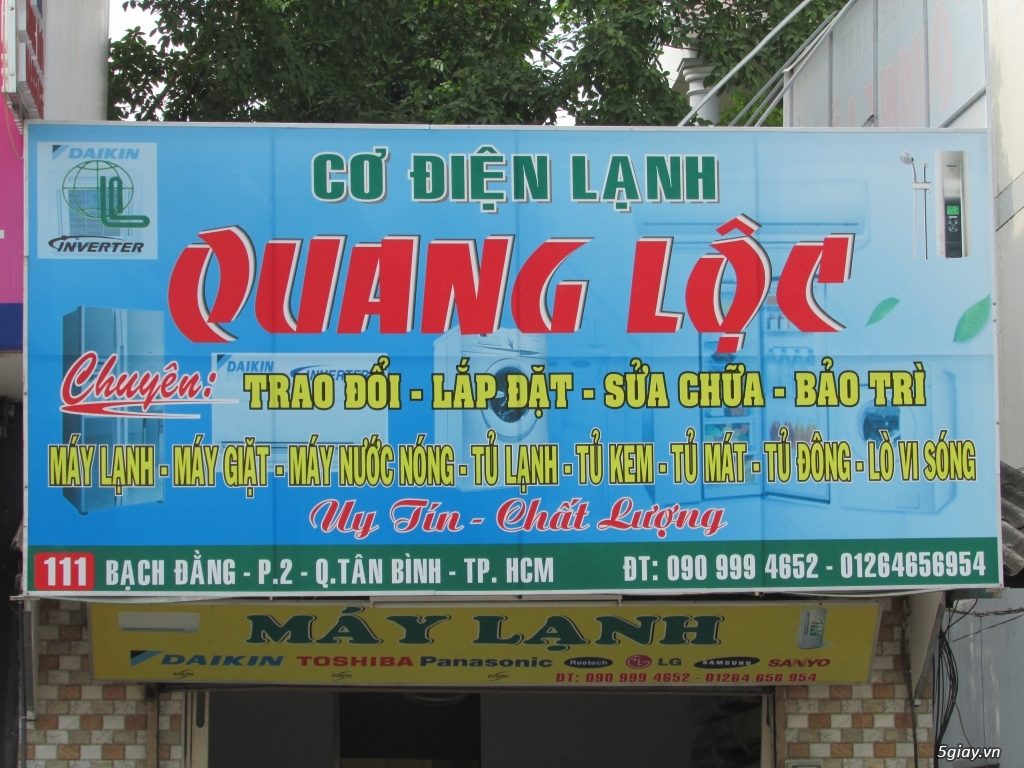 DAIKIN
INVERTER
CƠ ĐIỆN LẠNH
QUANG LỘC
DAIKIN
INVERTER
Chuyên: TRAO ĐỔI - LẮP ĐẶT - SỬA CHỮA - BẢO TRÌ
MÁY LẠNH - MÁY GIẶT - MÁY NƯỚC NÓNG - TỦ LẠNH - TỦ KEM - TỦ MÁT - TỦ ĐÔNG - LÒ VI SÓNG
Uy Tín - Chất Lượng
111 BẠCH ĐẰNG - P.2 - Q.TÂN BÌNH - TP. HCM ĐT: 090 999 4652 - 01264656954
MÁY LẠNH
DAIKIN TOSHIBA Panasonic Reetech LG SAMSUNG SANYO
ĐT: 090 999 4652 - 01264 656 954
5giay.vn